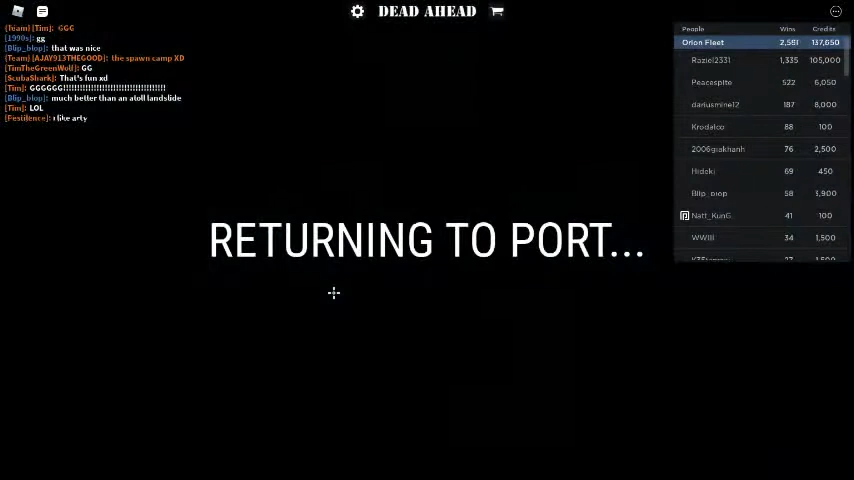 DEAD AHEAD
{Team} [Tim]: GGG
[1990s]: gg
[Blip_blop]: that was nice
{Team} [AJAY913THEGOOD]: the spawn camp XD
[TimTheGreenWolf]: GG
[ScubaShark]: That's fun xd
[Tim]: GGGGGG!!!!!!!!!!!!!!!!!!!!!!!!!!!!!!!!!!!!!!!!
[Blip_blop]: much better than an atoll landslide
[Tim]: LOL
[Pestilence]: i like arty
People Wins Credits
Orion Fleet 2,591 137,650
Raziel2331 1,335 105,000
Peacespite 522 6,050
dariusmine12 187 8,000
Krodalco 88 100
2006giakhanh 76 2,500
Hideki 69 450
Blip_blop 58 3,900
Natt_KunG 41 100
WWIII 34 1,500
RETURNING TO PORT...